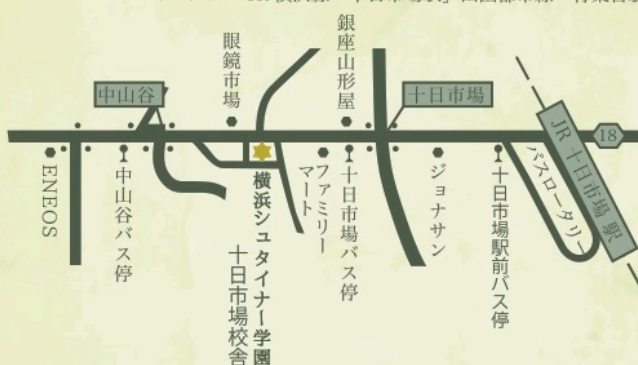 眼鏡市場
銀座山形屋
中山谷
十日市場
18
JR 十日市場 駅
バスロータリー
ENEOS
中山谷バス停
横浜シュタイナー学園
十日市場校舎
ファミリー
マート
十日市場バス停
ジョナサン
十日市場駅前バス停